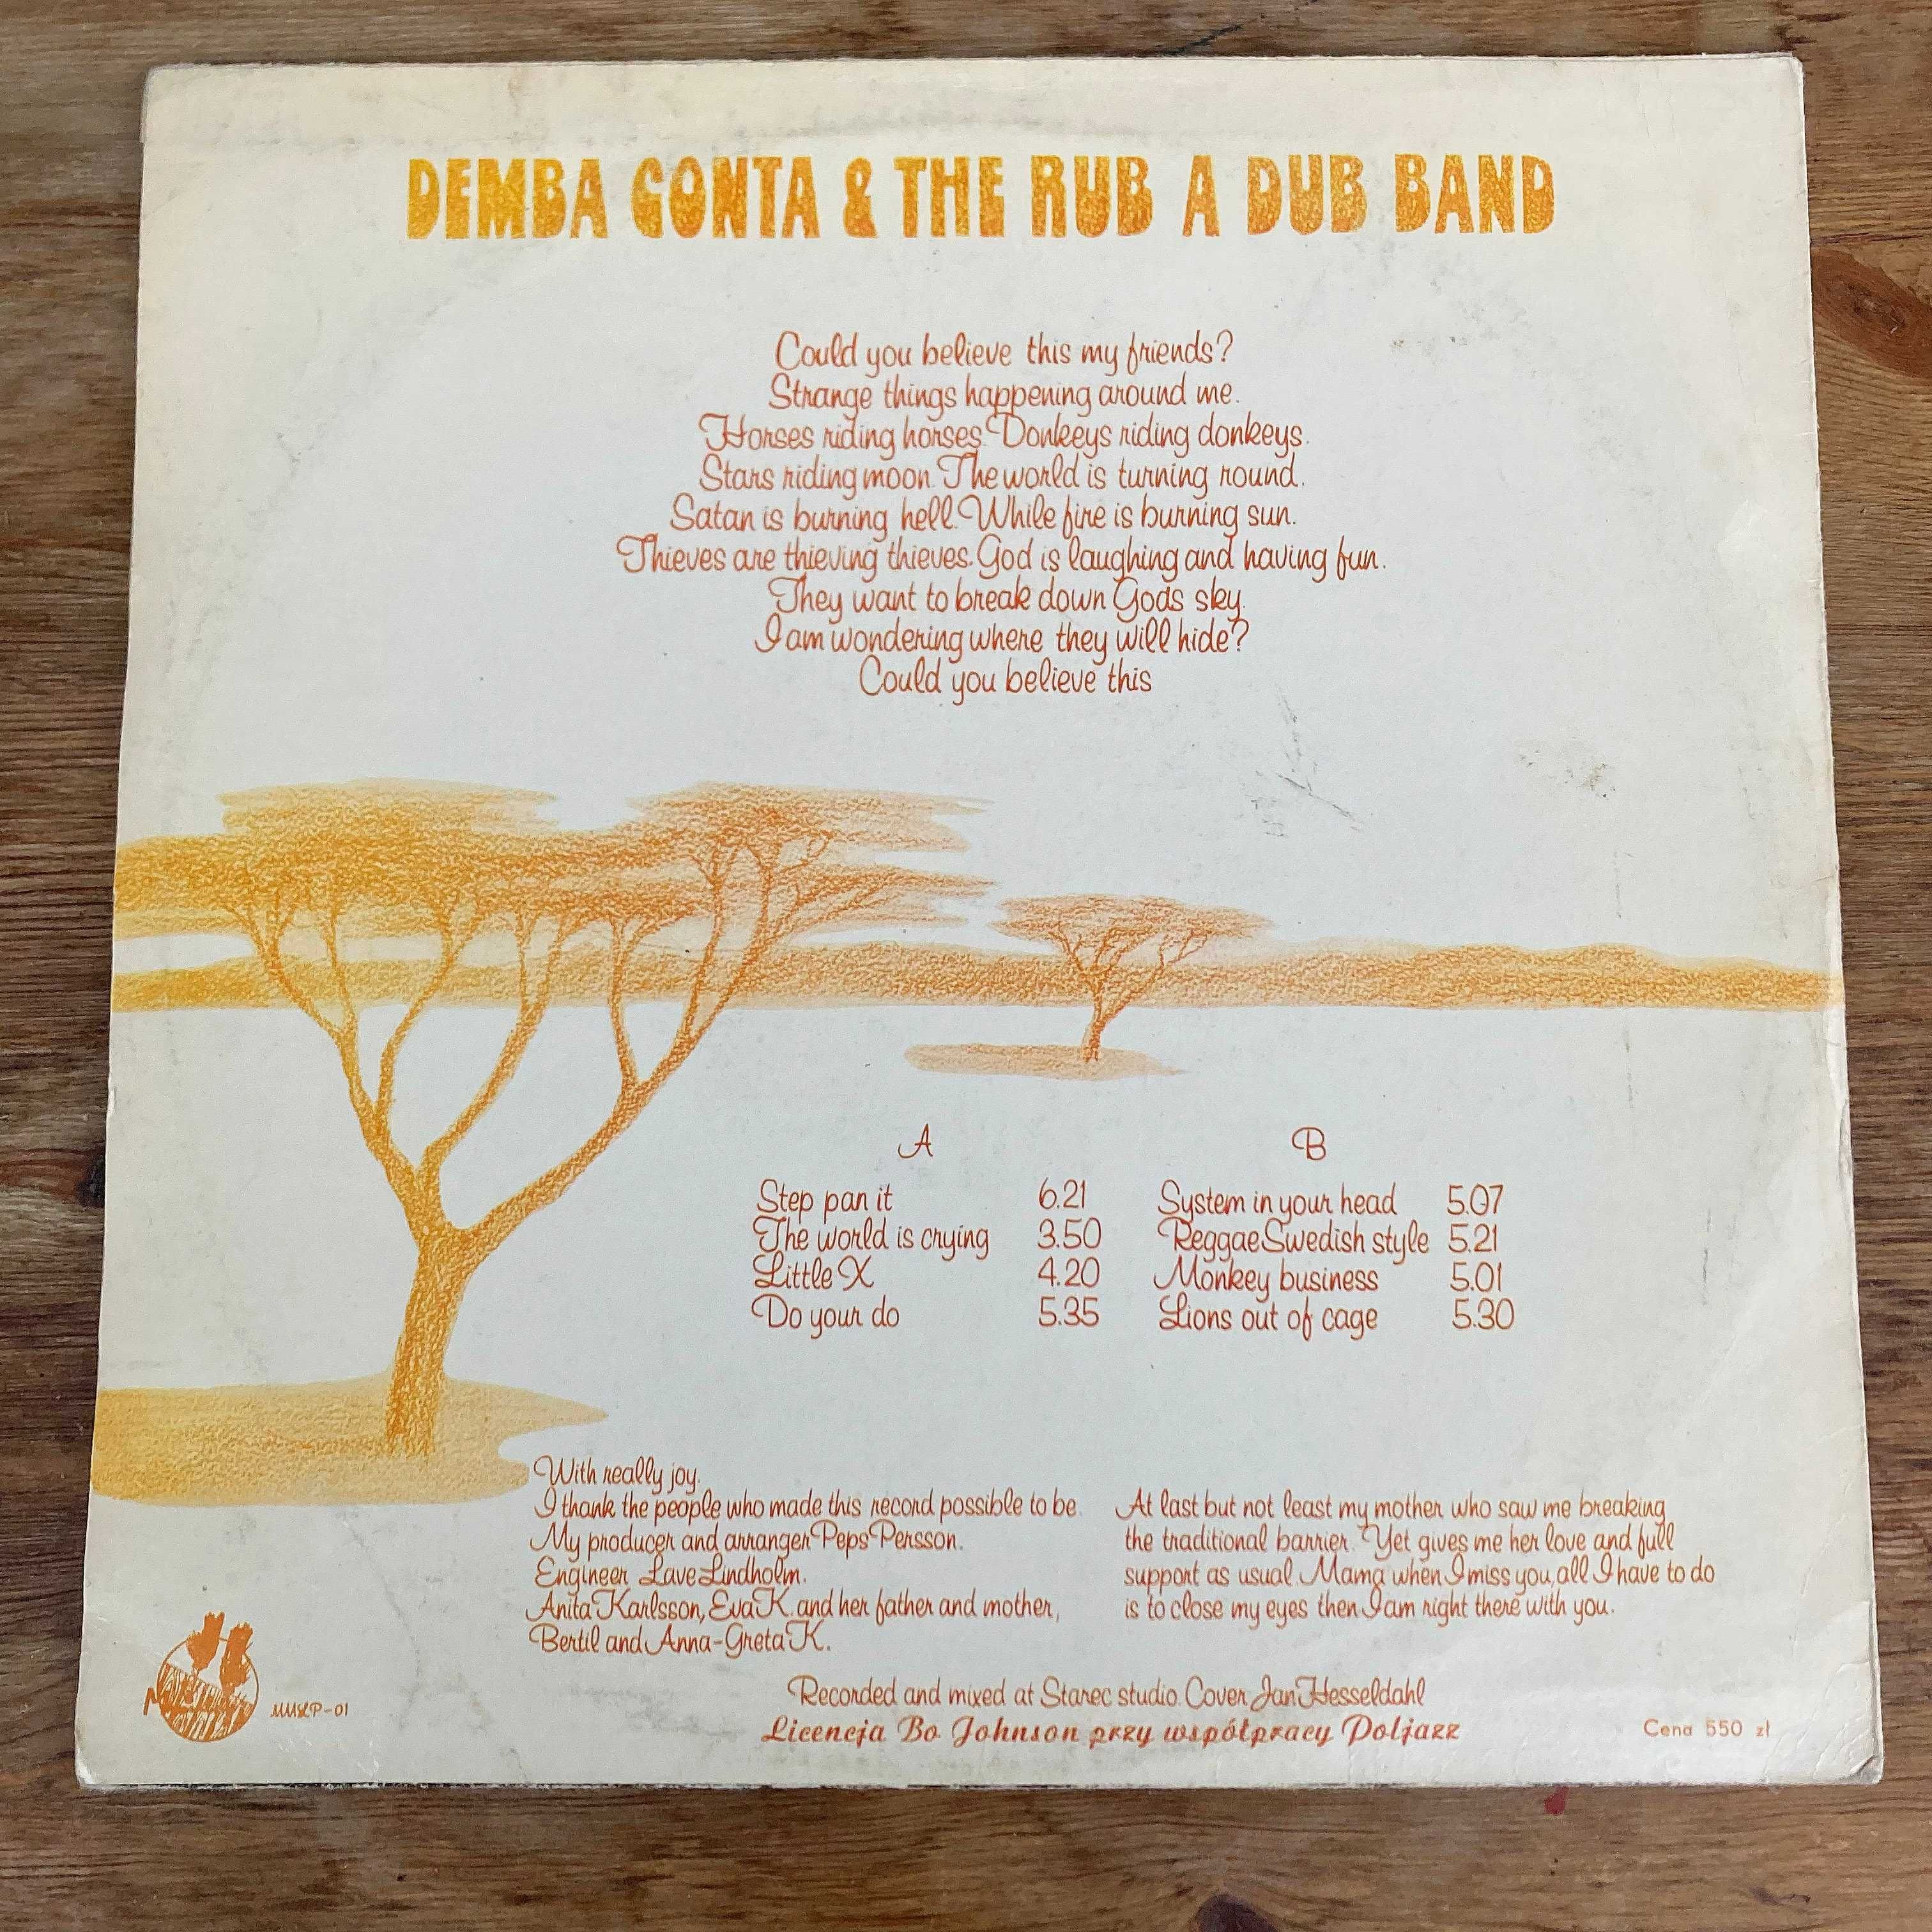 DEMBA CONTA & THE RUB A DUB BAND
Could you believe this my friends?
Strange things happening around me.
Horses riding horses. Donkeys riding donkeys.
Stars riding moon. The world is turning round.
Satan is burning hell. While fire is burning sun.
Thieves are thieving thieves. God is laughing and having fun.
They want to break down Gods sky.
I am wondering where they will hide?
Could you believe this
A
Step pan it 6.21
The world is crying 3.50
Little X 4.20
Do your do 5.35
B
System in your head 5.07
Reggae Swedish style 5.21
Monkey business 5.01
Lions out of cage 5.30
With really joy.
I thank the people who made this record possible to be.
My producer and arranger Peps Persson.
Engineer Lave Lindholm.
Anita Karlsson, Eva K. and her father and mother,
Bertil and Anna-Greta K.
At last but not least my mother who saw me breaking
the traditional barrier. Yet gives me her love and full
support as usual. Mama when I miss you, all I have to do
is to close my eyes then I am right there with you.
Recorded and mixed at Starec studio. Cover Jan Hesseldahl
Licencja Bo Johnson przy współpracy Poljazz
MMLP-01
Cena 550 zł